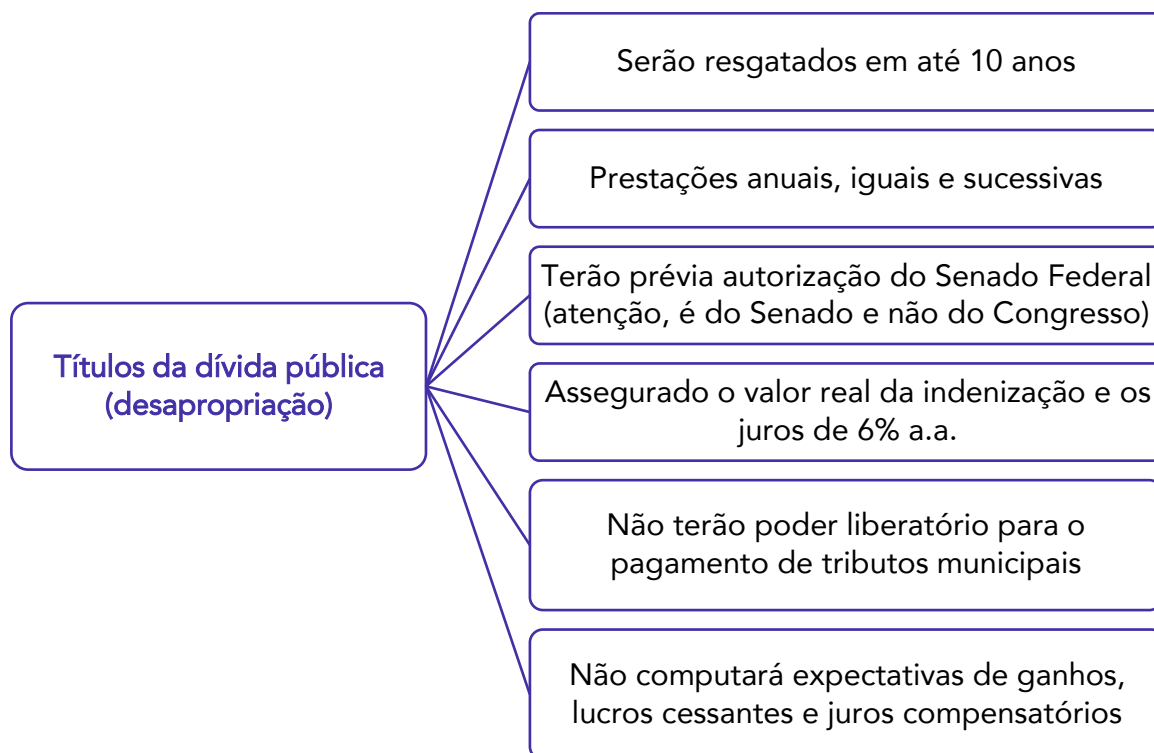 Serão resgatados em até 10 anos
Prestações anuais, iguais e sucessivas
Terão prévia autorização do Senado Federal
(atenção, é do Senado e não do Congresso)
Títulos da dívida pública
(desapropriação)
Assegurado o valor real da indenização e os
juros de 6% a.a.
Não terão poder liberatório para o
pagamento de tributos municipais
Não computará expectativas de ganhos,
lucros cessantes e juros compensatórios